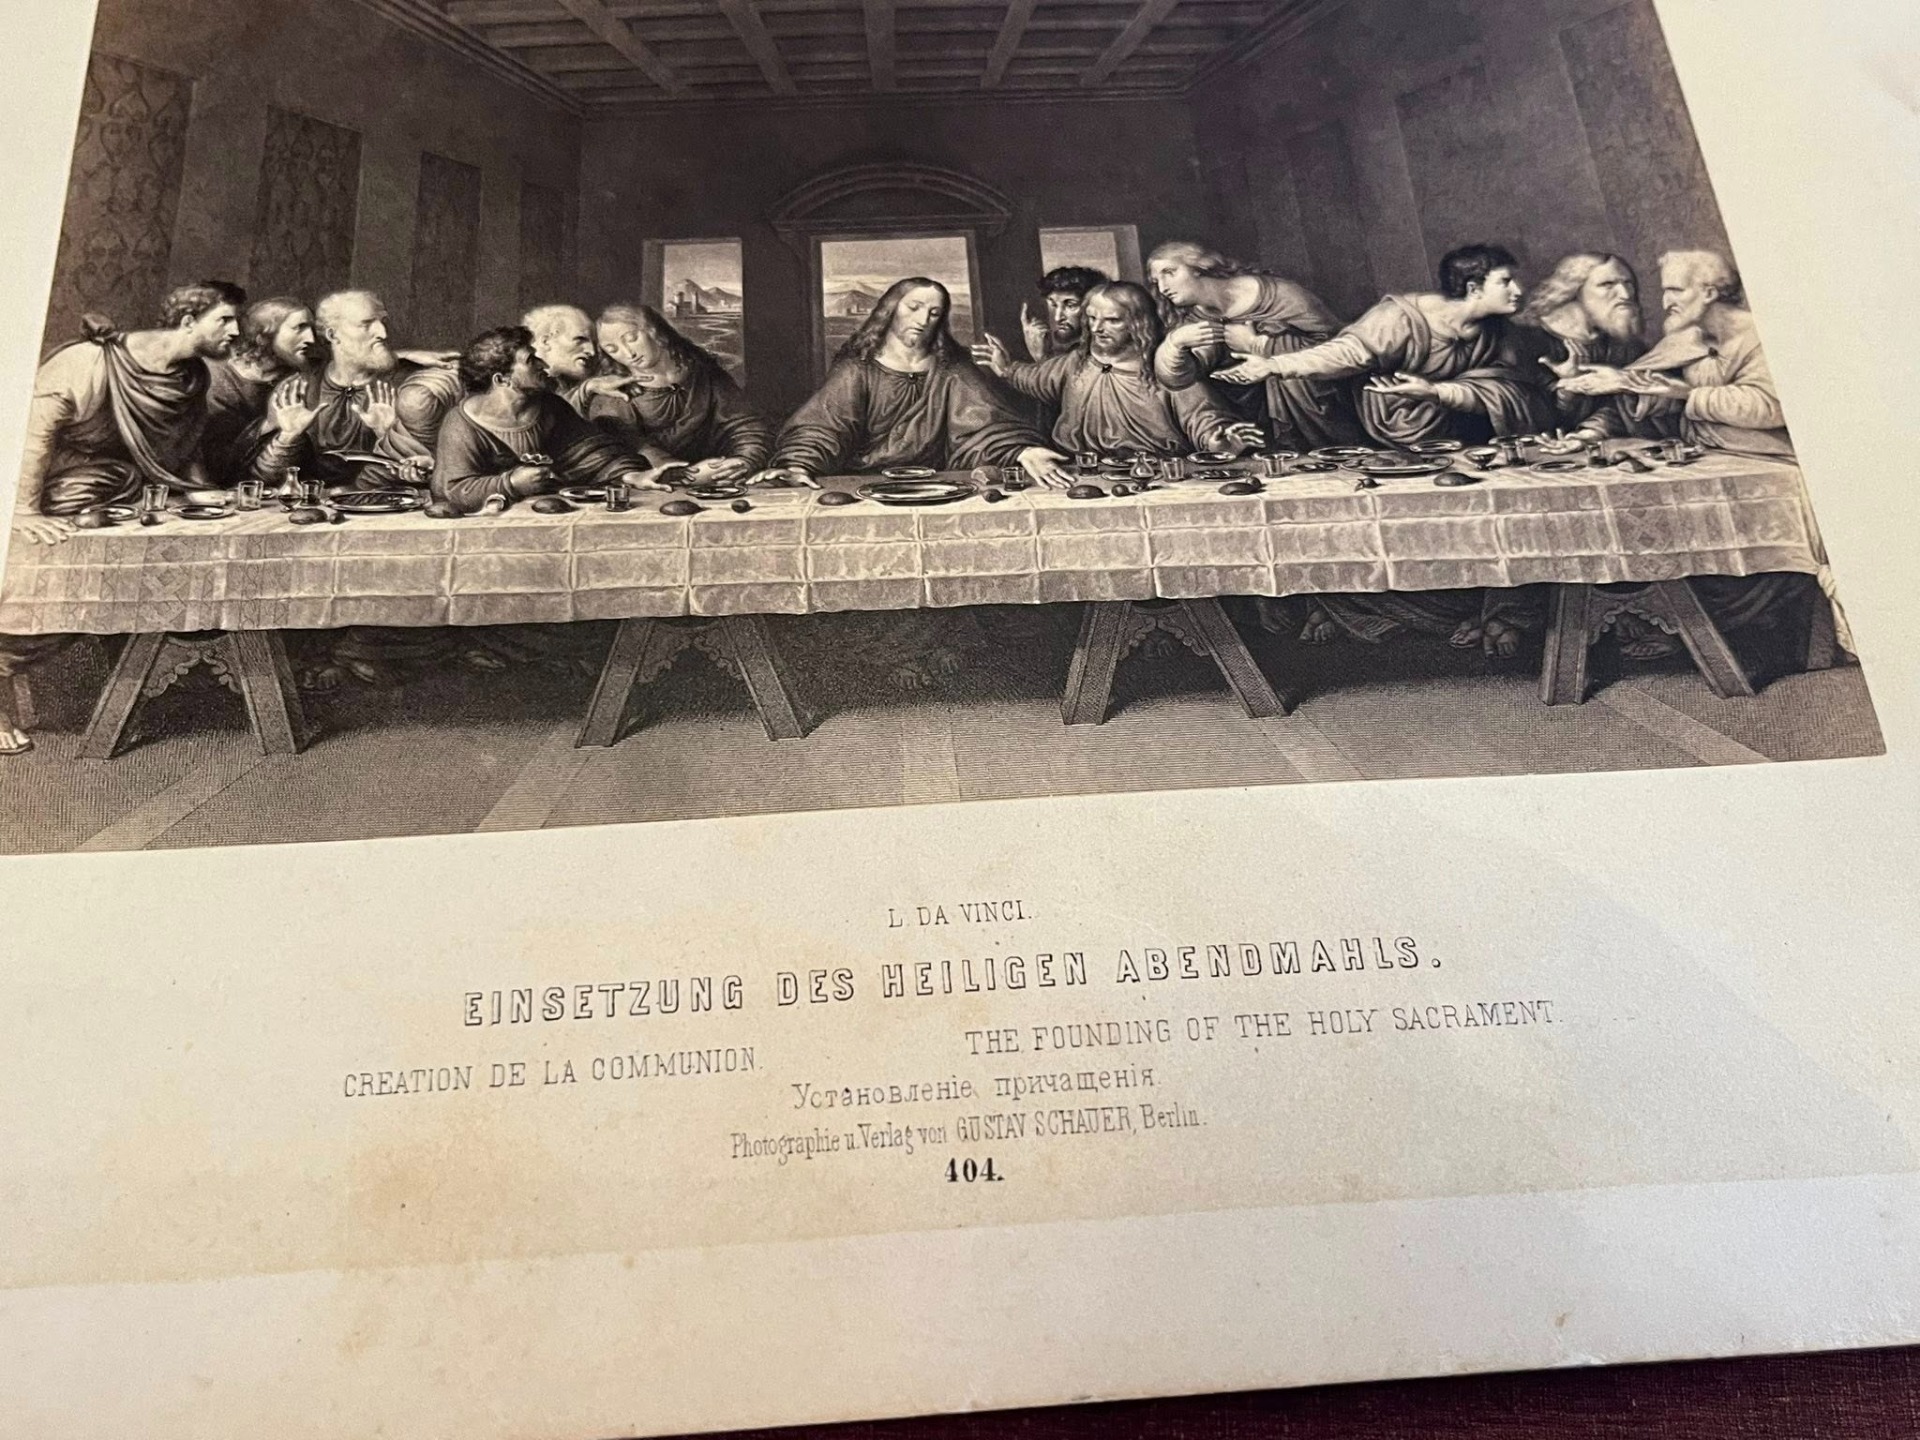 L. DA VINCI.
EINSETZUNG DES HEILIGEN ABENDMAHLS.
CREATION DE LA COMMUNION.
THE FOUNDING OF THE HOLY SACRAMENT.
Установленіе причащенія.
Photographie u. Verlag von GUSTAV SCHAUER, Berlin.
404.